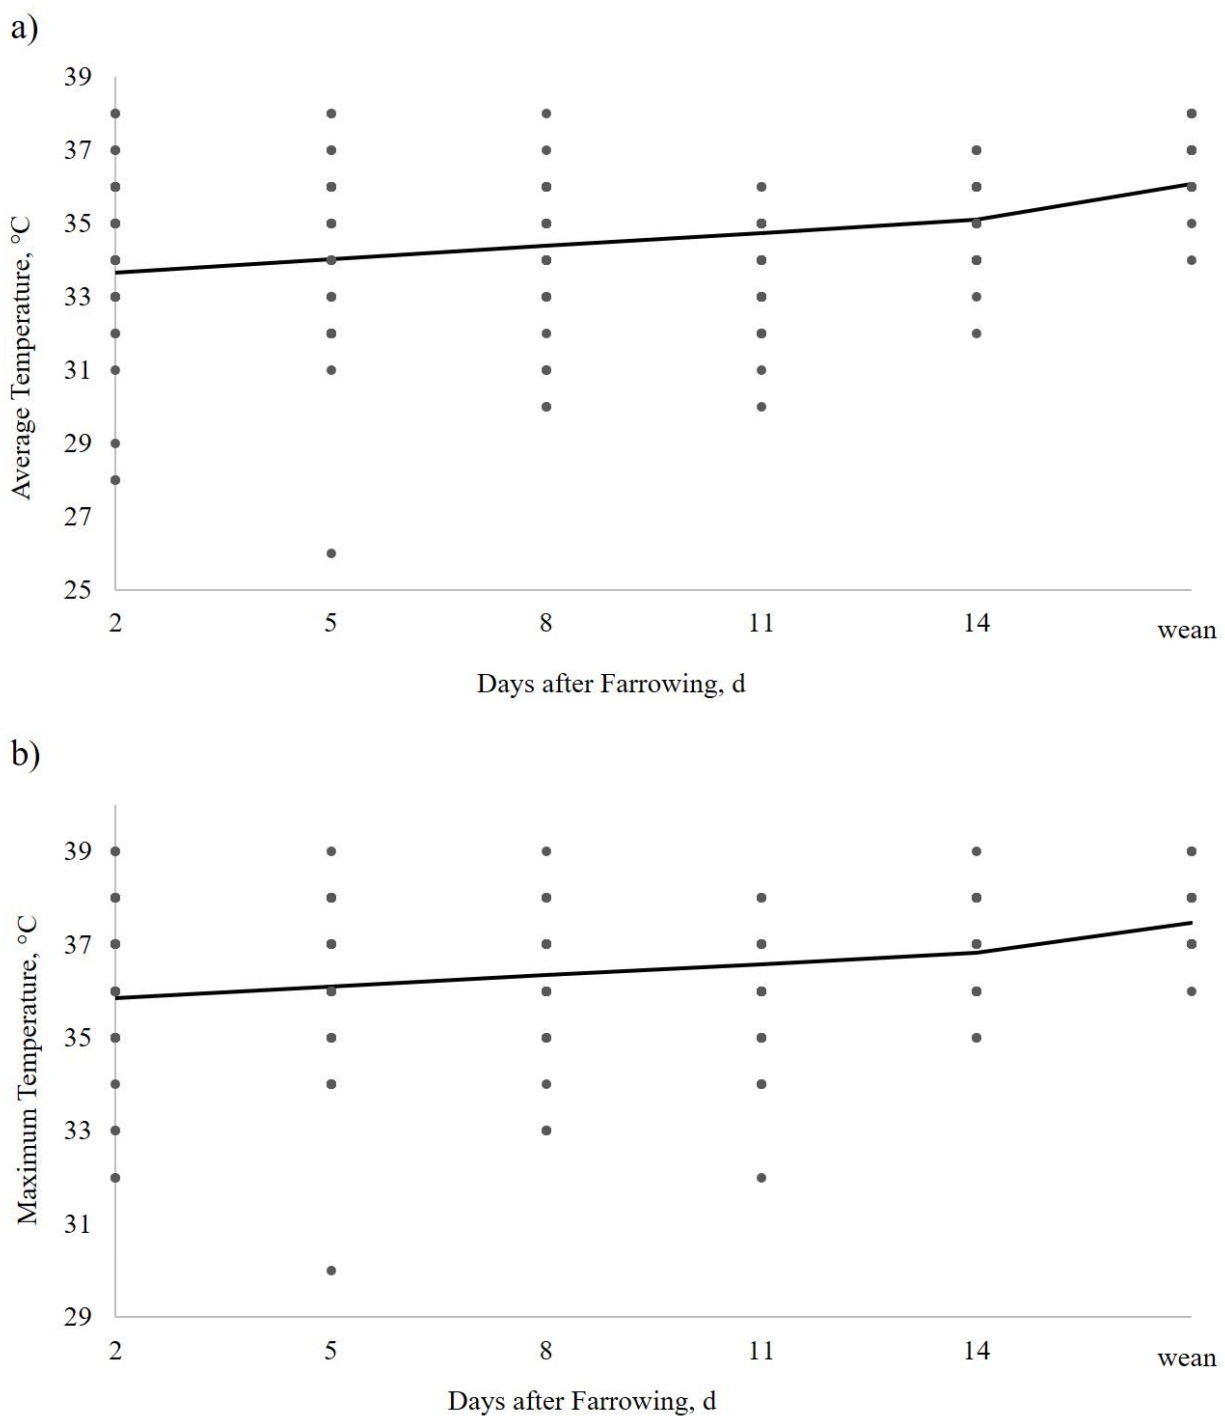 a)
Average Temperature, °C
39
37
35
33
31
29
27
25
2 5 8 11 14 wean
Days after Farrowing, d
b)
Maximum Temperature, °C
39
37
35
33
31
29
2 5 8 11 14 wean
Days after Farrowing, d